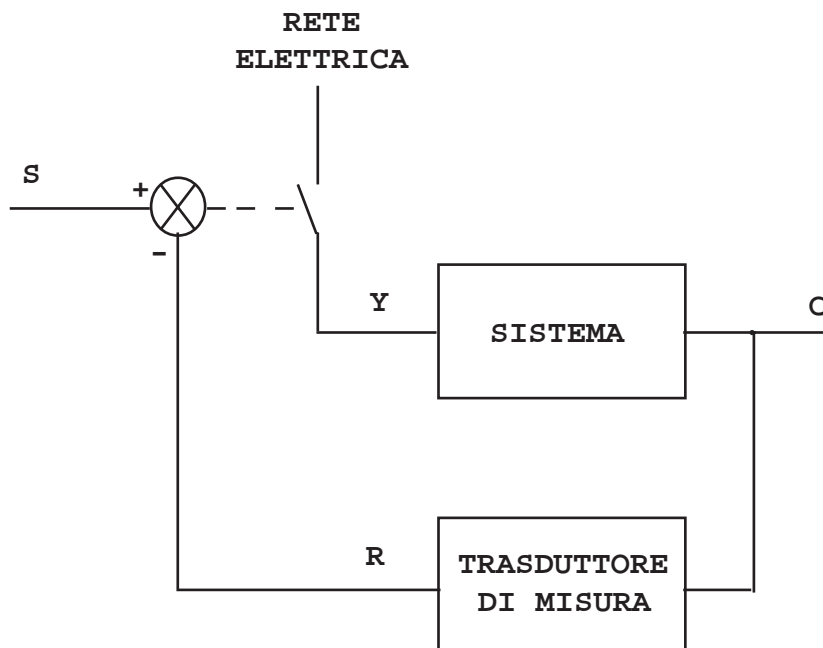 RETE
ELETTRICA
S
+
-
Y
SISTEMA
C
R
TRASDUTTORE
DI MISURA